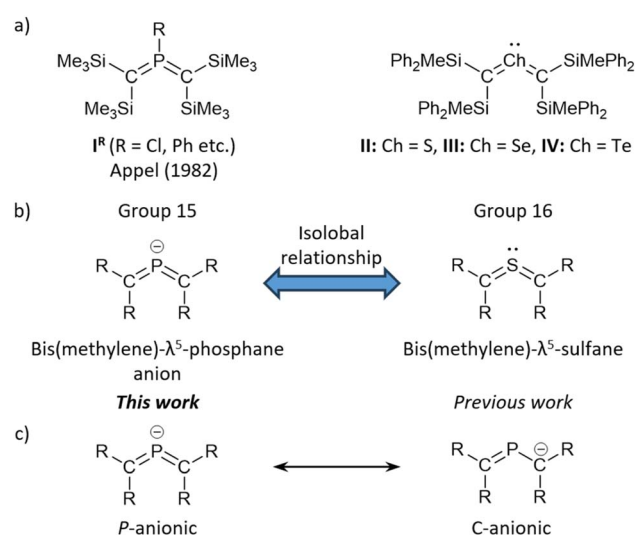 a)
R
Me3Si P SiMe3
C C
Me3Si SiMe3
I^R (R = Cl, Ph etc.)
Appel (1982)
Ph2MeSi Ch SiMePh2
C C
Ph2MeSi SiMePh2
II: Ch = S, III: Ch = Se, IV: Ch = Te
b)
Group 15
⊖
R P R
C C
R R
Bis(methylene)-λ5-phosphane
anion
This work
Isolobal
relationship
Group 16
R S R
C C
R R
Bis(methylene)-λ5-sulfane
Previous work
c)
⊖
R P R
C C
R R
P-anionic
R P ⊖ R
C C
R R
C-anionic